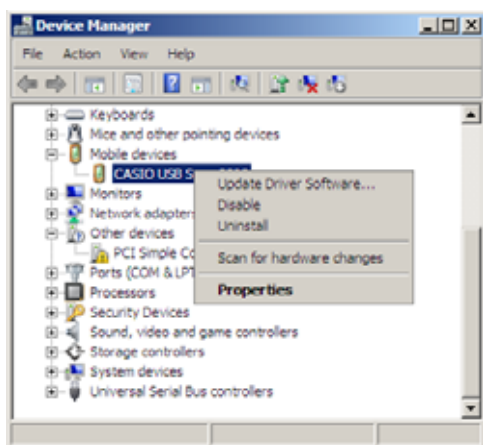 Device Manager
File Action View Help
Keyboards
Mice and other pointing devices
Mobile devices
CASIO USB
Update Driver Software...
Monitors
Disable
Network adapter
Uninstall
Other devices
PCI Simple Co
Scan for hardware changes
Ports (COM & LPT
Processors
Properties
Security Devices
Sound, video and game controllers
Storage controllers
System devices
Universal Serial Bus controllers